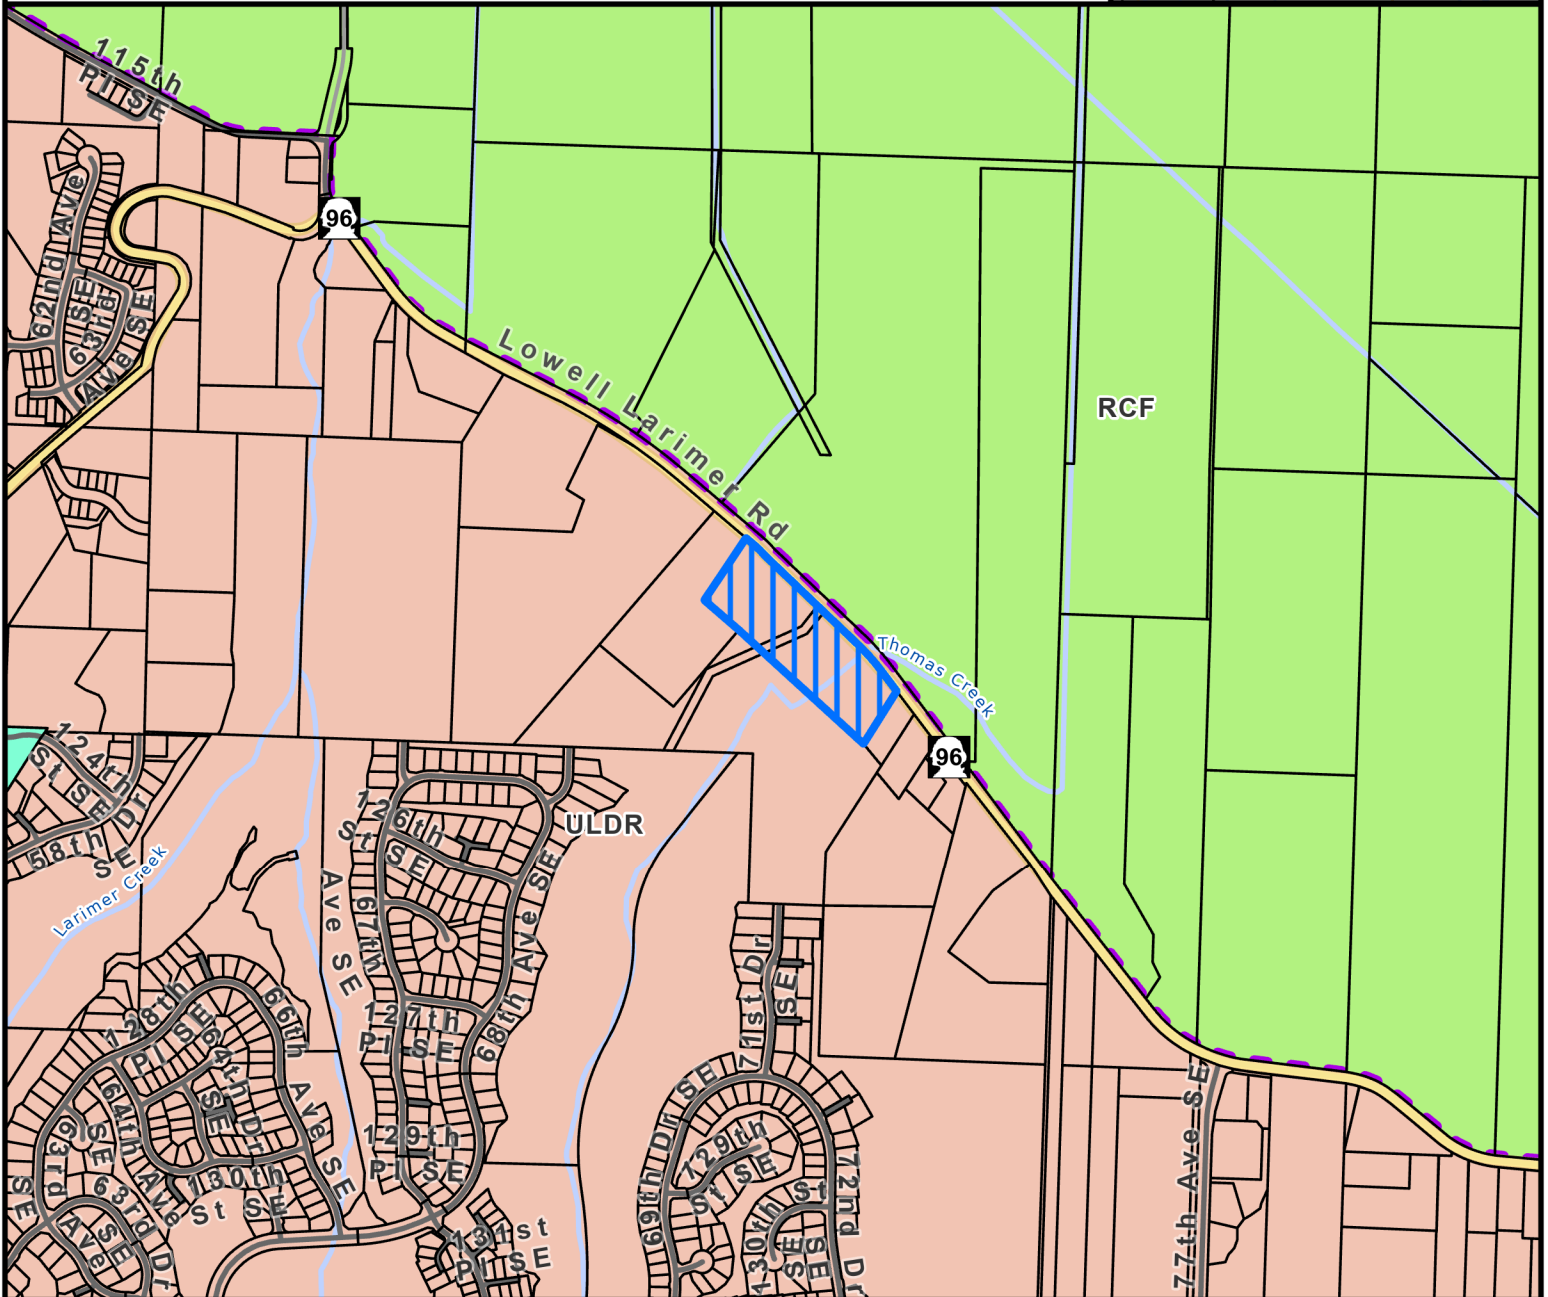 115th
Pl SE
96
62nd Ave
SE
63rd
Ave SE
Lowell Larimer Rd
RCF
Thomas Creek
96
124th
St SE
58th Dr
SE
Larimer Creek
ULDR
126th
St SE
67th
Ave SE
68th Ave SE
127th
Pl SE
128th
Pl SE
66th
Ave SE
64th Dr
SE
64th Ave
63rd
SE
129th
Pl SE
130th
St SE
63rd Dr
SE
Ave
SE
131st
Pl SE
71st Dr
SE
69th Dr SE
129th
St SE
130th
St
SE
72nd Dr
SE
77th Ave SE